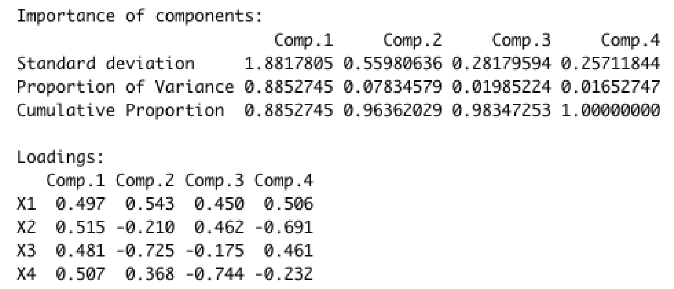 Importance of components:
Comp.1 Comp.2 Comp.3 Comp.4
Standard deviation 1.8817805 0.55980636 0.28179594 0.25711844
Proportion of Variance 0.8852745 0.07834579 0.01985224 0.01652747
Cumulative Proportion 0.8852745 0.96362029 0.98347253 1.00000000
Loadings:
Comp.1 Comp.2 Comp.3 Comp.4
X1 0.497 0.543 0.450 0.506
X2 0.515 -0.210 0.462 -0.691
X3 0.481 -0.725 -0.175 0.461
X4 0.507 0.368 -0.744 -0.232